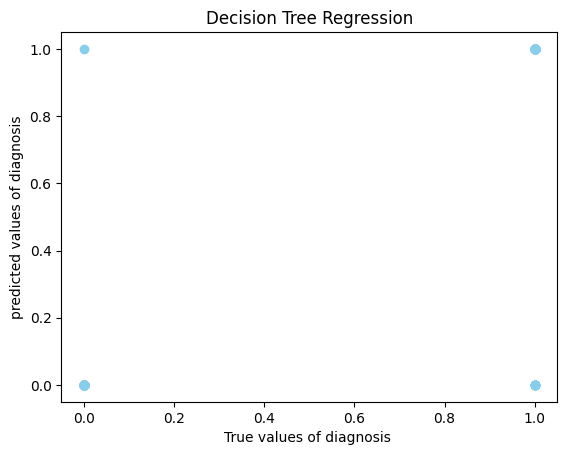 Decision Tree Regression
predicted values of diagnosis
1.0
0.8
0.6
0.4
0.2
0.0
0.0 0.2 0.4 0.6 0.8 1.0
True values of diagnosis